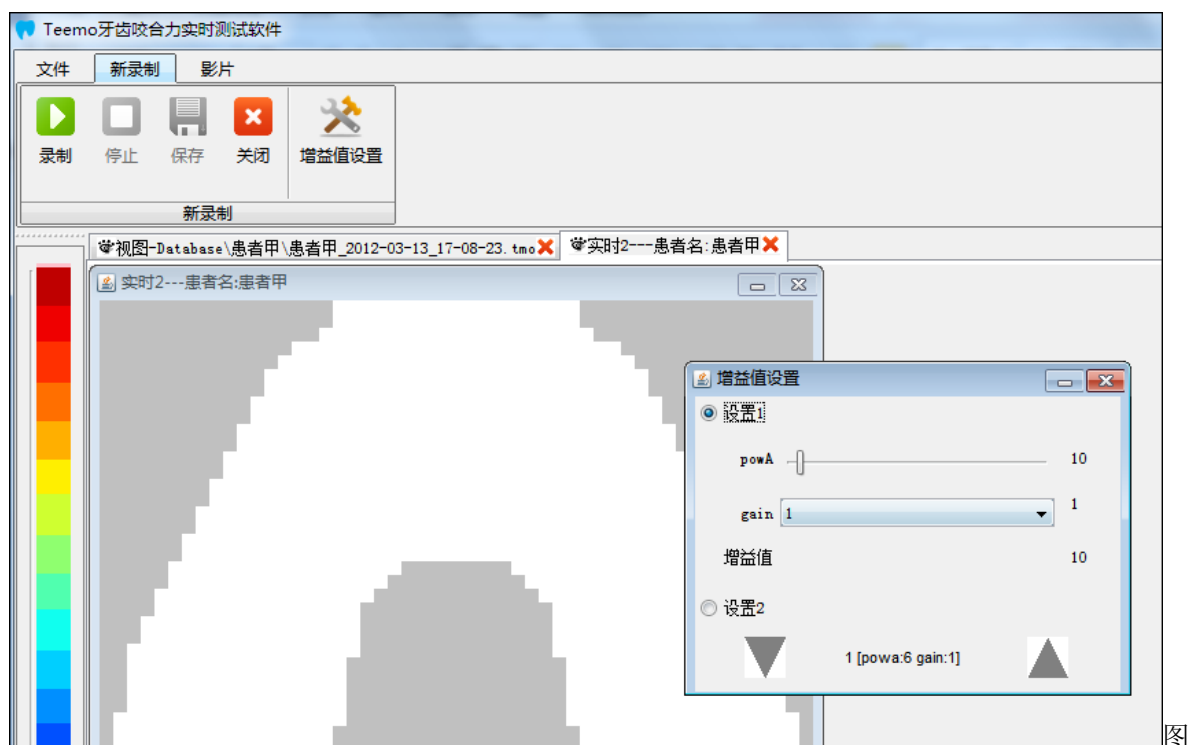 Teemo牙齿咬合力实时测试软件
文件 新录制 影片
录制 停止 保存 关闭 增益值设置
新录制
视图-Database\患者甲\患者甲_2012-03-13_17-08-23.tmo 实时2---患者名:患者甲
实时2---患者名:患者甲
增益值设置
设置1
powA 10
gain 1 1
增益值 10
设置2
1 [powa:6 gain:1]
图